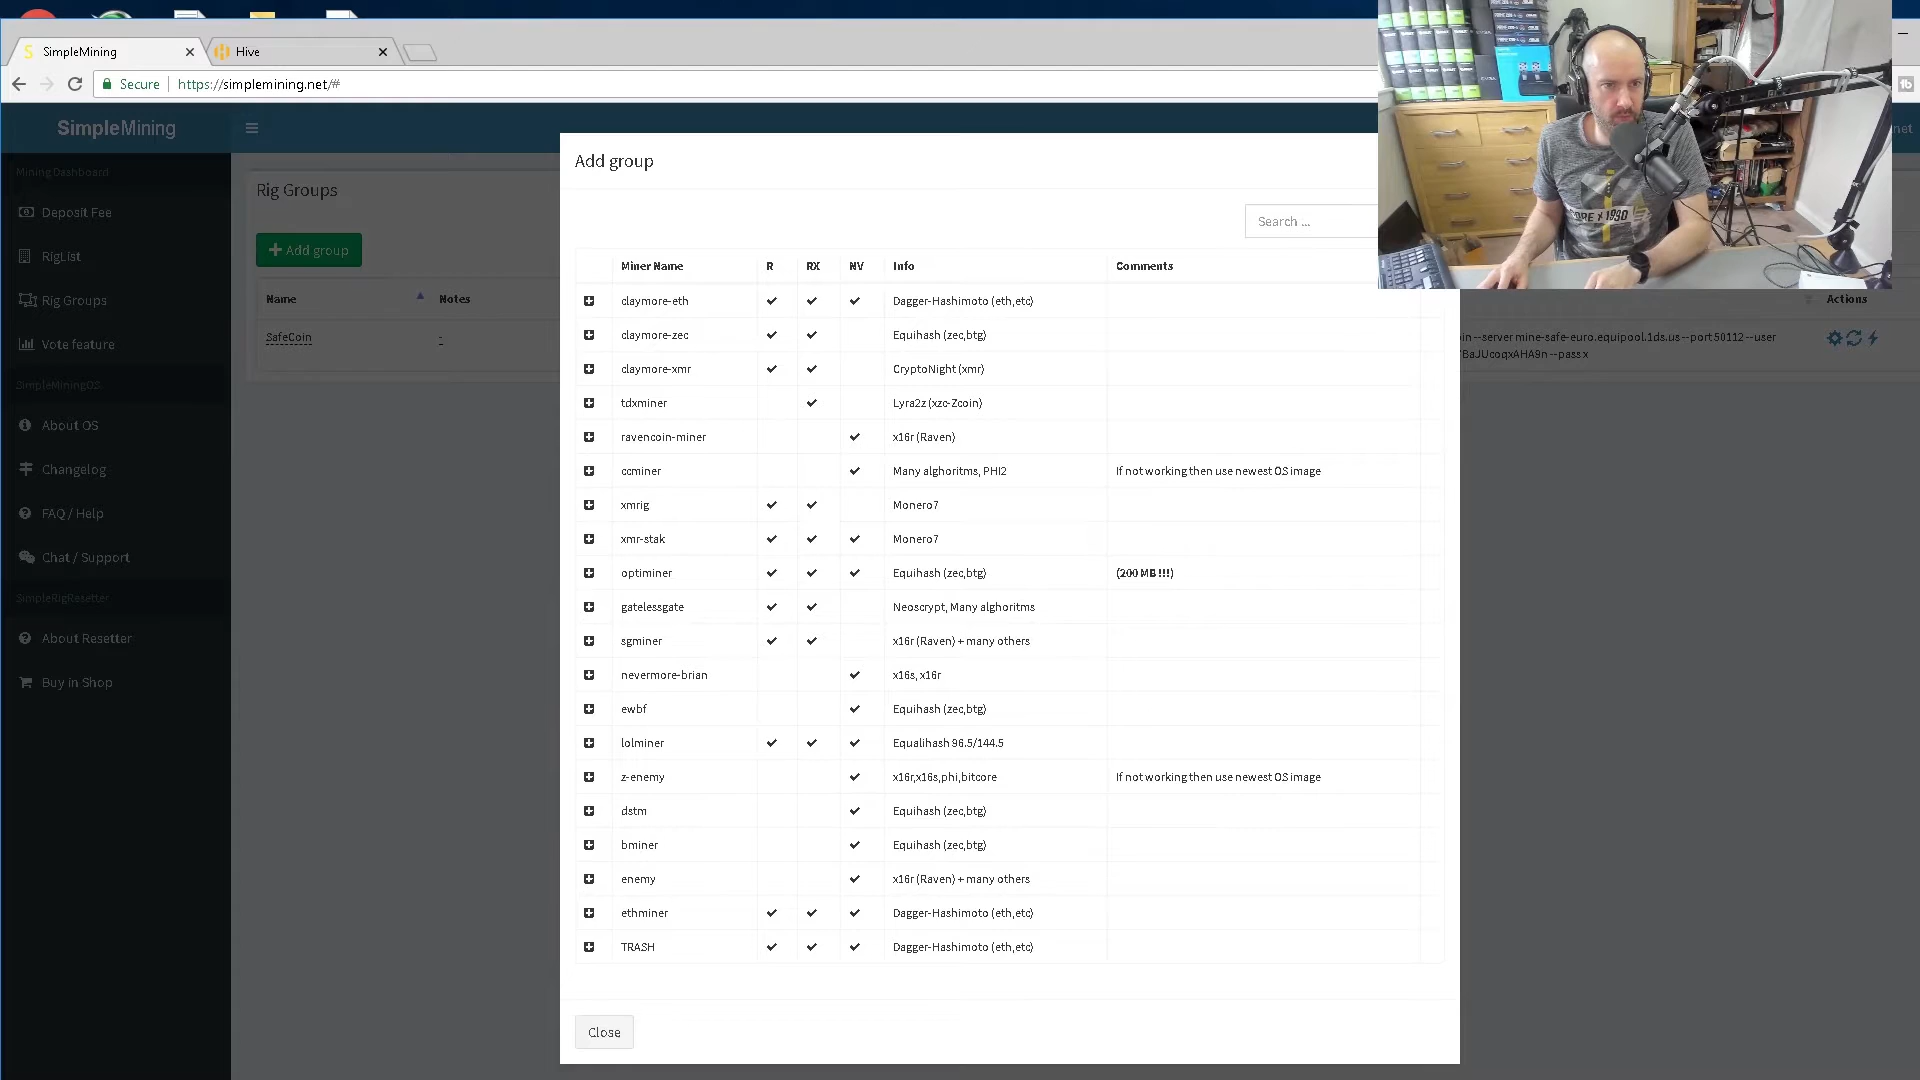 SimpleMining
Hive
Secure
https://simplemining.net/#
SimpleMining
Mining Dashboard
Deposit Fee
RigList
Rig Groups
Vote feature
SimpleMiningOS
About OS
Changelog
FAQ / Help
Chat / Support
SimpleRigResetter
About Resetter
Buy in Shop
Rig Groups
Add group
Name Notes
SafeCoin -
Add group
Search ...
Miner Name R RX NV Info Comments
claymore-eth Dagger-Hashimoto (eth,etc)
claymore-zec Equihash (zec,btg)
claymore-xmr CryptoNight (xmr)
tdxminer Lyra2z (xzc-Zcoin)
ravencoin-miner x16r (Raven)
ccminer Many alghoritms, PHI2 If not working then use newest OS image
xmrig Monero7
xmr-stak Monero7
optiminer Equihash (zec,btg) (200 MB !!!)
gatelessgate Neoscrypt, Many alghoritms
sgminer x16r (Raven) + many others
nevermore-brian x16s, x16r
ewbf Equihash (zec,btg)
lolminer Equalihash 96.5/144.5
z-enemy x16r,x16s,phi,bitcore If not working then use newest OS image
dstm Equihash (zec,btg)
bminer Equihash (zec,btg)
enemy x16r (Raven) + many others
ethminer Dagger-Hashimoto (eth,etc)
TRASH Dagger-Hashimoto (eth,etc)
Close
net
Actions
oin --server mine-safe-euro.equipool.1ds.us --port 50112 --user
BaJUcoqxAHA9n --pass x